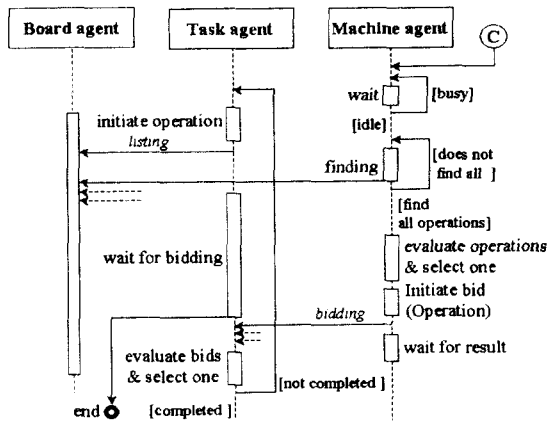 Board agent
Task agent
Machine agent
C
wait
[busy]
[idle]
initiate operation
listing
finding
[does not
find all ]
[find
all operations]
wait for bidding
evaluate operations
& select one
Initiate bid
(Operation)
bidding
wait for result
evaluate bids
& select one
[not completed ]
end
[completed ]